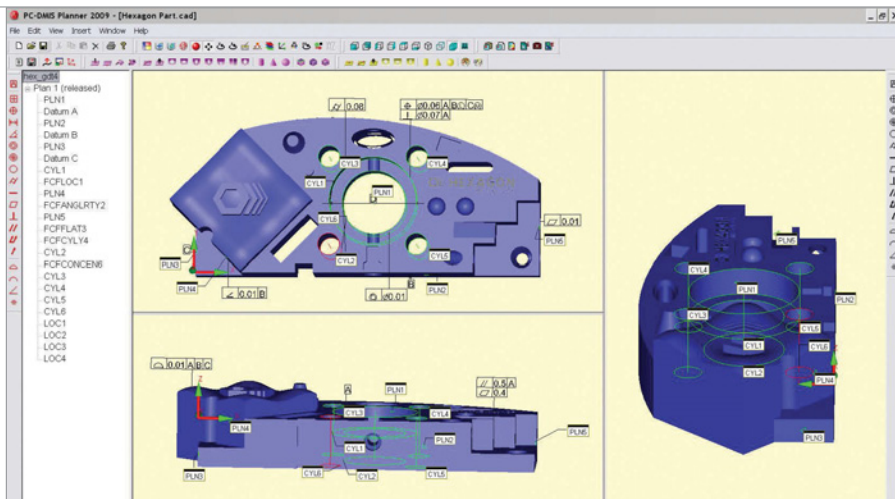 PC-DMIS Planner 2009 - [Hexagon Part.cad]
File Edit View Insert Window Help
hex_gdt4
Plan 1 (released)
PLN1
Datum A
PLN2
Datum B
PLN3
Datum C
CYL1
FCFLOC1
PLN4
FCFANGLRTY2
PLN5
FCFFLAT3
FCFCYLY4
CYL2
FCFCONCEN6
CYL3
CYL4
CYL5
CYL6
LOC1
LOC2
LOC3
LOC4
0.08
⌀0.06 A B C
⌀0.07 A
CYL3
CYL4
CYL1
PLN1
CYL6
0.01
PLN5
C
PLN3
CYL2
CYL5
PLN4
B
PLN2
0.01 B
⌀0.01
0.01 A B C
A
PLN1
0.5 A
0.4
CYL3
CYL4
PLN4
PLN2
PLN5
CYL1
PLN3
CYL6
CYL2
CYL5
PLN5
CYL4
PLN1
PLN2
CYL3
CYL5
CYL1
CYL6
CYL2
PLN4
PLN3